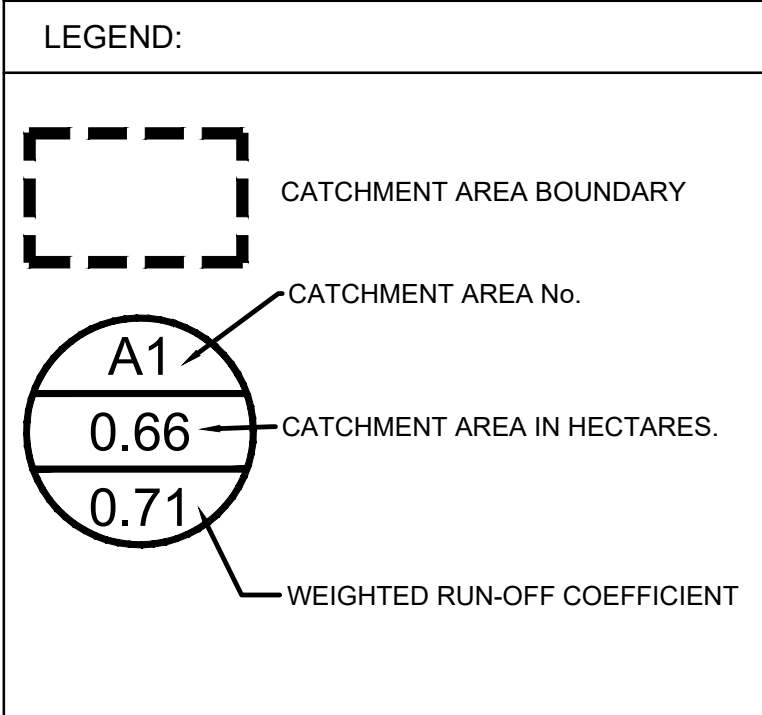 LEGEND:
CATCHMENT AREA BOUNDARY
CATCHMENT AREA No.
A1
0.66
CATCHMENT AREA IN HECTARES.
0.71
WEIGHTED RUN-OFF COEFFICIENT